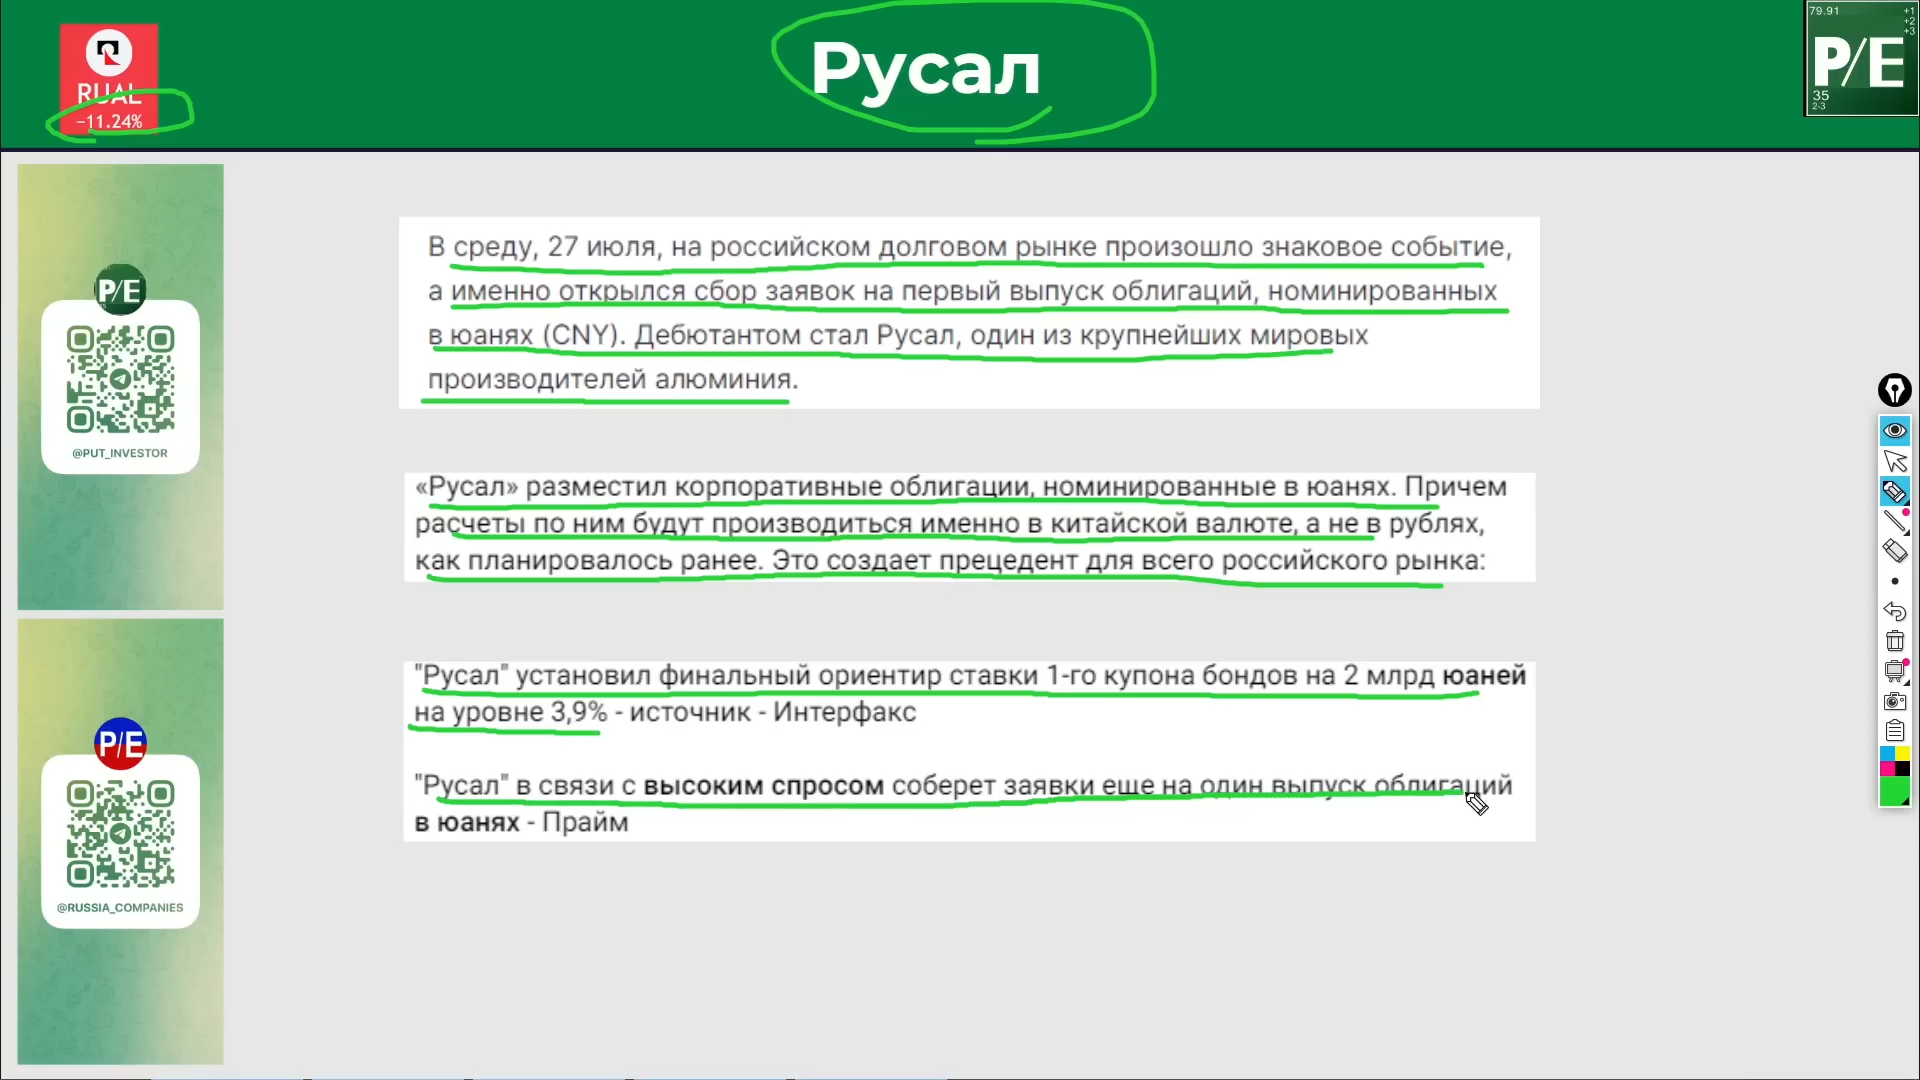 RUAL
−11.24%
Русал
79.91
+1
+2
+3
P/E
35
2-3
P/E
@PUT_INVESTOR
В среду, 27 июля, на российском долговом рынке произошло знаковое событие,
а именно открылся сбор заявок на первый выпуск облигаций, номинированных
в юанях (CNY). Дебютантом стал Русал, один из крупнейших мировых
производителей алюминия.
«Русал» разместил корпоративные облигации, номинированные в юанях. Причем
расчеты по ним будут производиться именно в китайской валюте, а не в рублях,
как планировалось ранее. Это создает прецедент для всего российского рынка:
"Русал" установил финальный ориентир ставки 1-го купона бондов на 2 млрд юаней
на уровне 3,9% - источник - Интерфакс
"Русал" в связи с высоким спросом соберет заявки еще на один выпуск облигаций
в юанях - Прайм
P/E
@RUSSIA_COMPANIES